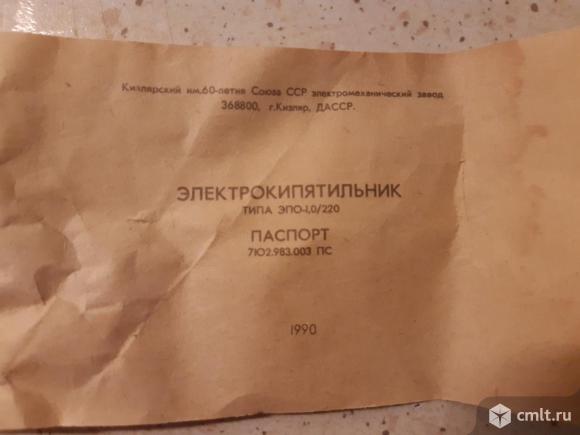 Кизлярский им.60-летия Союза ССР электромеханический завод
368800, г.Кизляр, ДАССР.
ЭЛЕКТРОКИПЯТИЛЬНИК
ТИПА ЭПО-1,0/220
ПАСПОРТ
7Ю2.983.003 ПС
1990
cmlt.ru